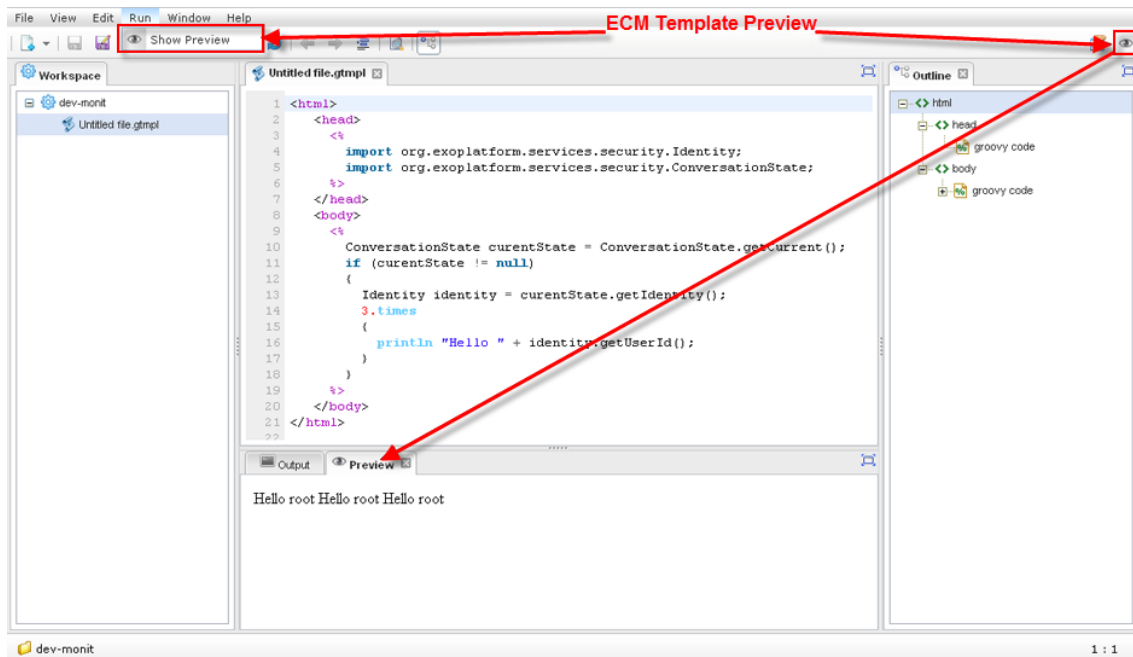 File View Edit Run Window Help
ECM Template Preview
Show Preview
Workspace
Untitled file.gtmpl
Outline
dev-monit
Untitled file.gtmpl
1 <html>
2 <head>
3 <%
4 import org.exoplatform.services.security.Identity;
5 import org.exoplatform.services.security.ConversationState;
6 %>
7 </head>
8 <body>
9 <%
10 ConversationState curentState = ConversationState.getCurrent();
11 if (curentState != null)
12 {
13 Identity identity = curentState.getIdentity();
14 3.times
15 {
16 println "Hello " + identity.getUserId();
17 }
18 }
19 %>
20 </body>
21 </html>
22
<> html
<> head
groovy code
<> body
groovy code
Output
Preview
Hello root Hello root Hello root
dev-monit
1 : 1